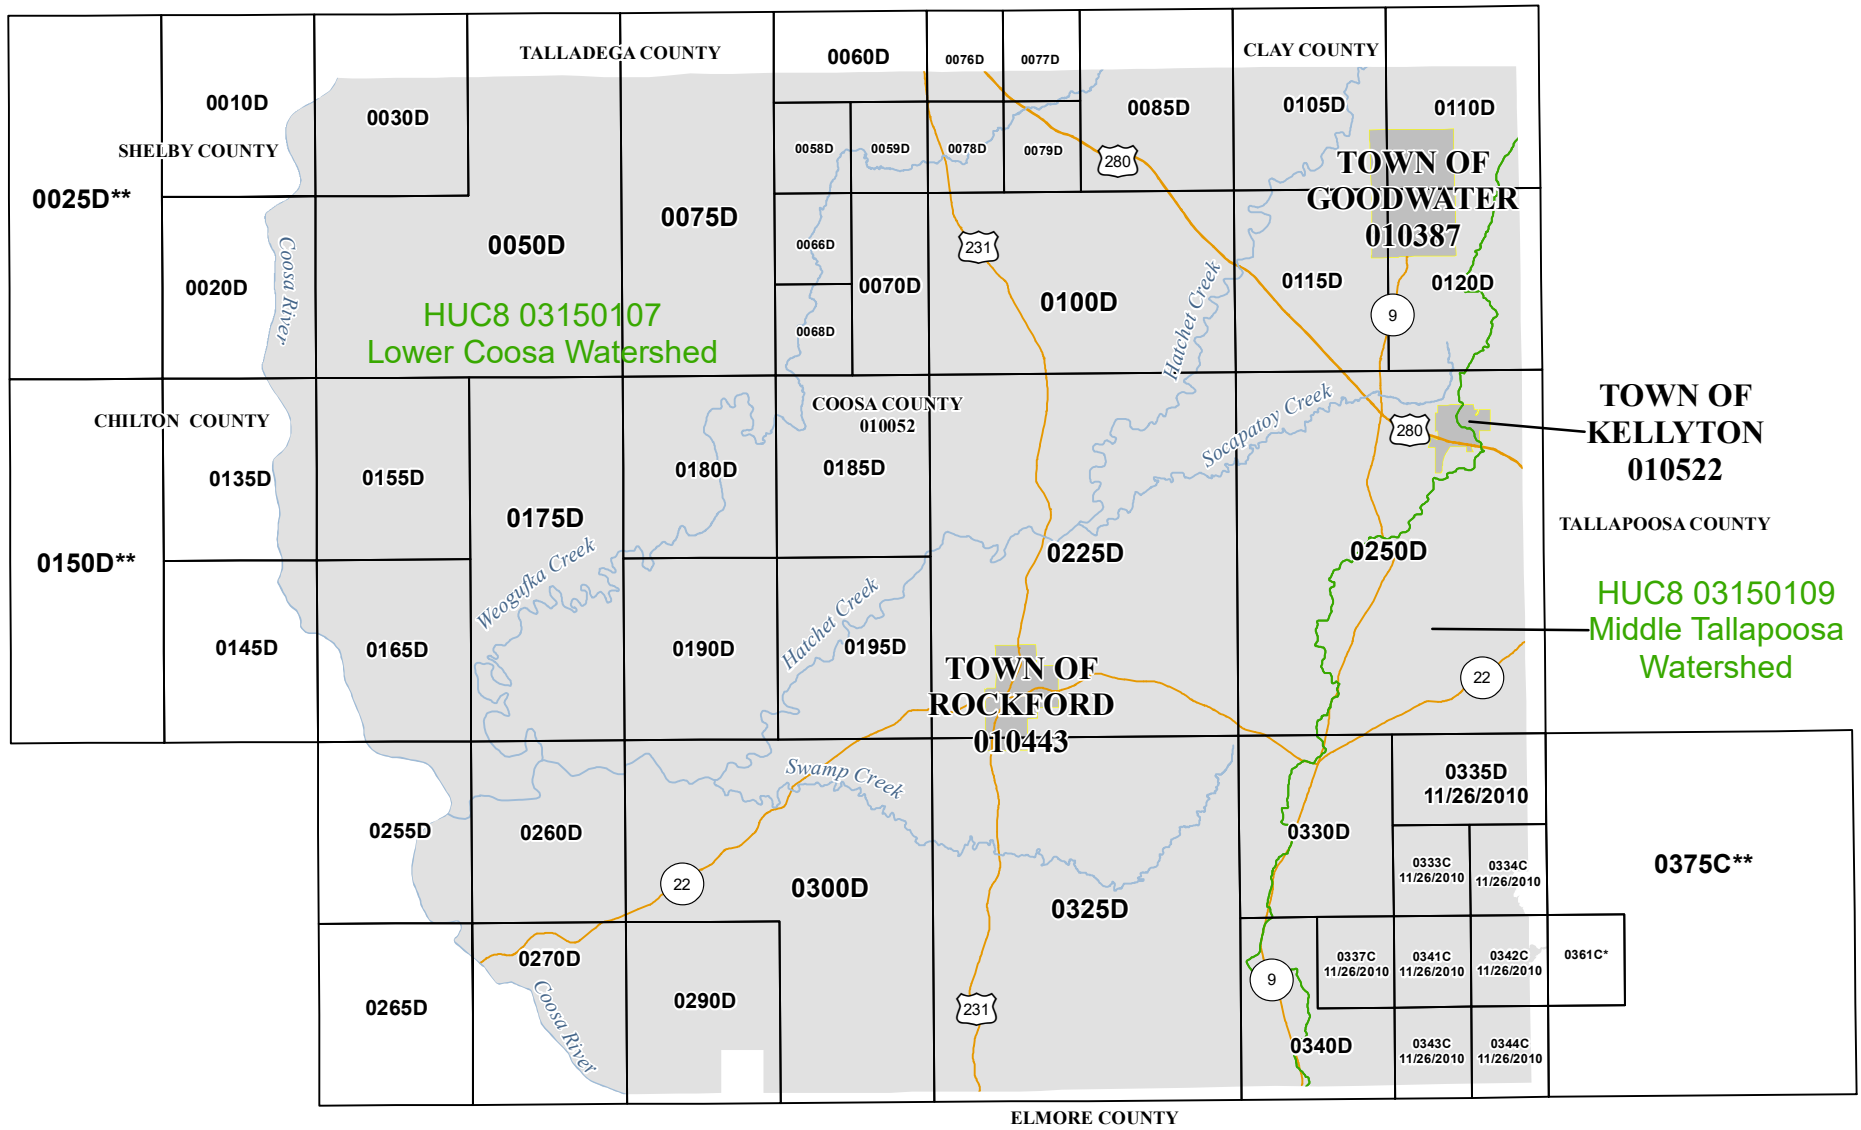 TALLADEGA COUNTY
CLAY COUNTY
0060D
0076D
0077D
0010D
0030D
0085D
0105D
0110D
SHELBY COUNTY
0058D
0059D
0078D
0079D
280
TOWN OF
GOODWATER
010387
0025D**
0075D
0050D
0066D
231
0020D
Coosa River
0070D
0100D
Hatchet Creek
0115D
0120D
HUC8 03150107
Lower Coosa Watershed
0068D
9
CHILTON COUNTY
COOSA COUNTY
010052
Socapatoy Creek
280
TOWN OF
KELLYTON
010522
0135D
0155D
0180D
0185D
0175D
TALLAPOOSA COUNTY
0150D**
Weogufka Creek
0225D
0250D
HUC8 03150109
Middle Tallapoosa
Watershed
Hatchet Creek
0145D
0165D
0190D
0195D
TOWN OF
ROCKFORD
010443
22
Swamp Creek
0335D
11/26/2010
0255D
0260D
0330D
0333C
11/26/2010
0334C
11/26/2010
0375C**
22
0300D
0325D
0270D
0337C
11/26/2010
0341C
11/26/2010
0342C
11/26/2010
0361C*
9
0265D
Coosa River
0290D
231
0340D
0343C
11/26/2010
0344C
11/26/2010
ELMORE COUNTY